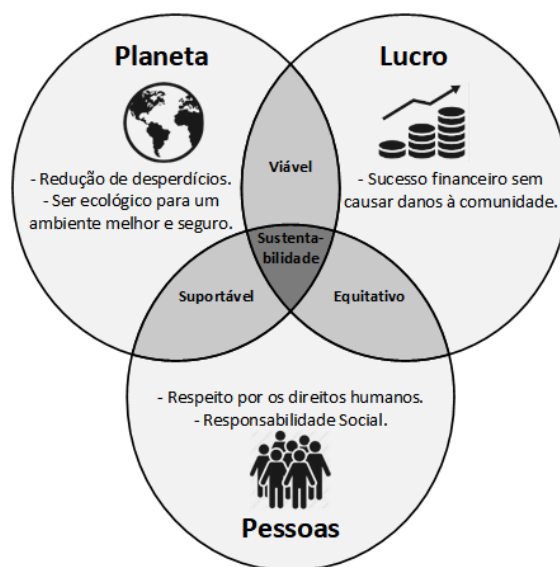 Planeta
Lucro
- Redução de desperdícios.
- Ser ecológico para um
ambiente melhor e seguro.
Viável
- Sucesso financeiro sem
causar danos à comunidade.
Sustenta-
bilidade
Suportável
Equitativo
- Respeito por os direitos humanos.
- Responsabilidade Social.
Pessoas